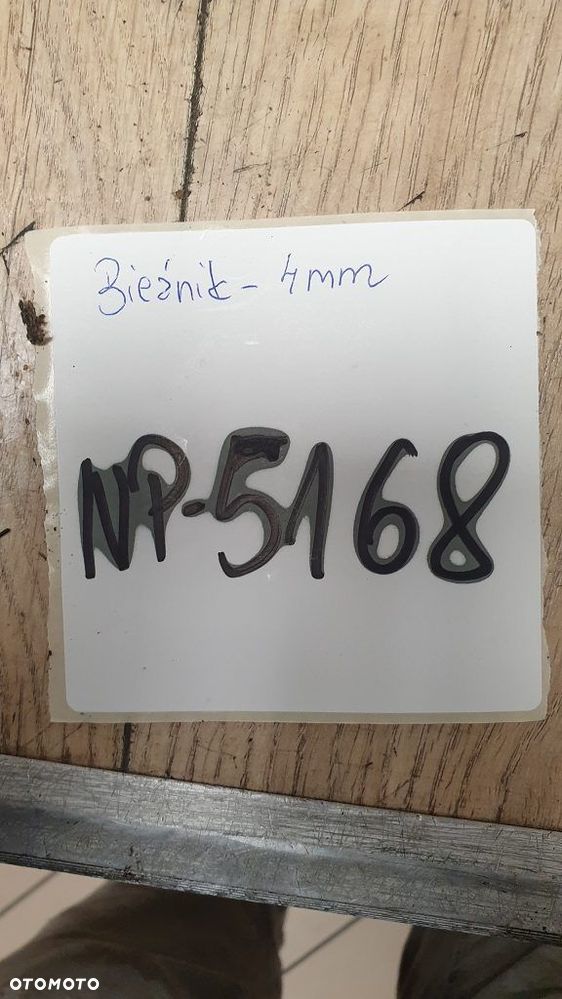 Bieżnik - 4mm
NP-5168
OTOMOTO